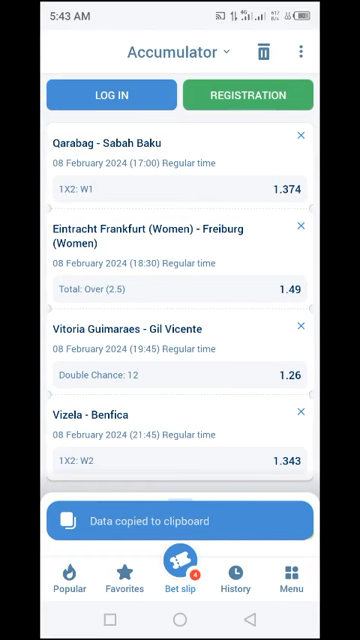 5:43 AM
4G
Accumulator
LOG IN
REGISTRATION
Qarabag - Sabah Baku
08 February 2024 (17:00) Regular time
1X2: W1
1.374
Eintracht Frankfurt (Women) - Freiburg
(Women)
08 February 2024 (18:30) Regular time
Total: Over (2.5)
1.49
Vitoria Guimaraes - Gil Vicente
08 February 2024 (19:45) Regular time
Double Chance: 12
1.26
Vizela - Benfica
08 February 2024 (21:45) Regular time
1X2: W2
1.343
Data copied to clipboard
4
Popular
Favorites
Bet slip
History
Menu